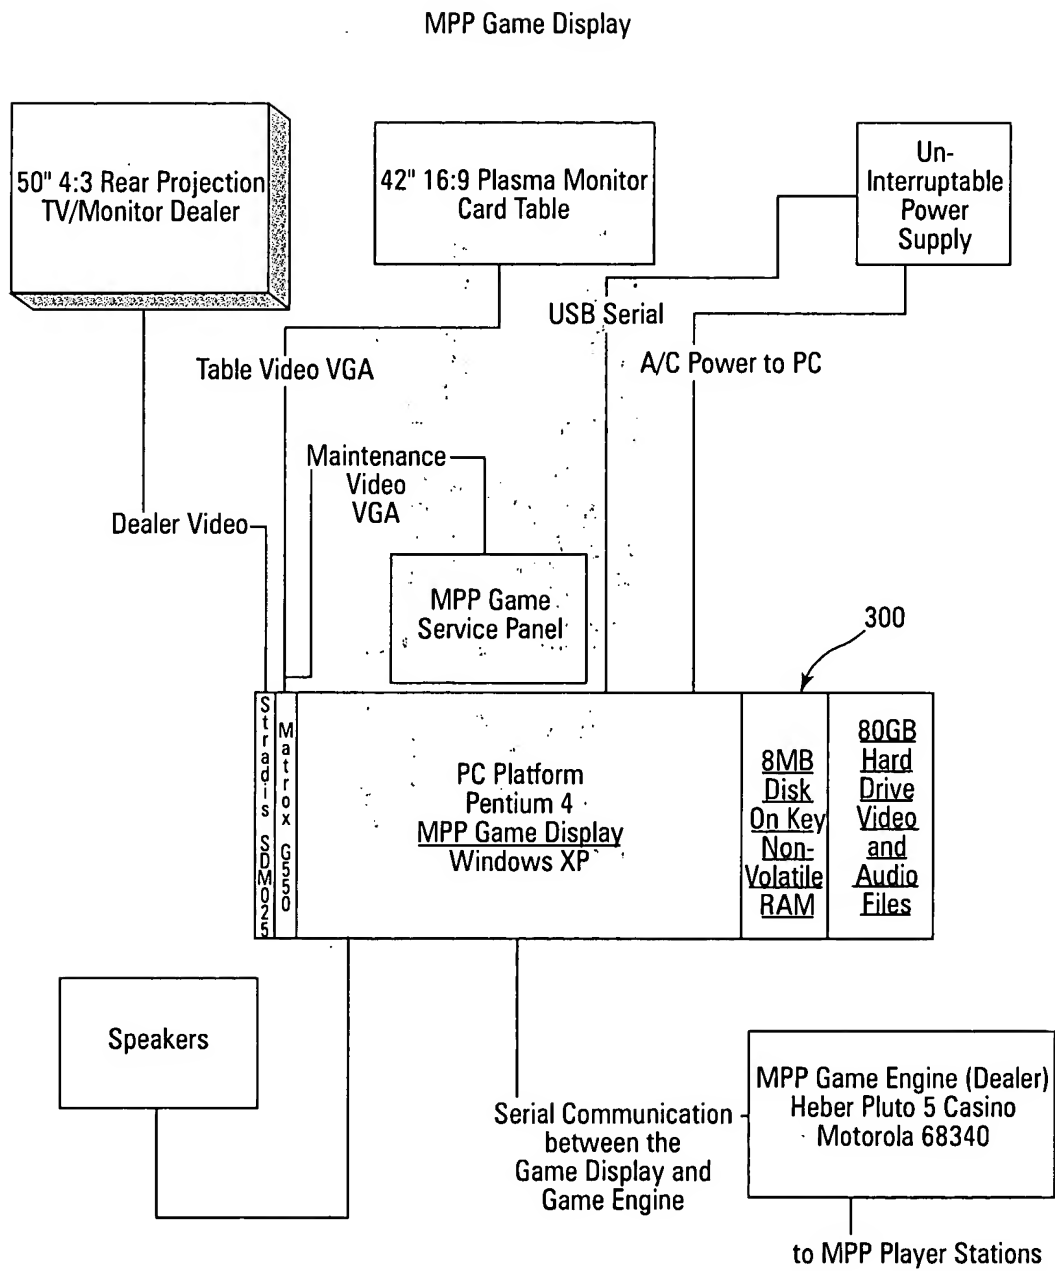 MPP Game Display
50" 4:3 Rear Projection
TV/Monitor Dealer
42" 16:9 Plasma Monitor
Card Table
Un-
Interruptable
Power
Supply
USB Serial
Table Video VGA
A/C Power to PC
Maintenance
Video
VGA
Dealer Video
MPP Game
Service Panel
300
Stradis SDM025
Matrox G550
PC Platform
Pentium 4
MPP Game Display
Windows XP
8MB
Disk
On Key
Non-
Volatile
RAM
80GB
Hard
Drive
Video
and
Audio
Files
Speakers
Serial Communication
between the
Game Display and
Game Engine
MPP Game Engine (Dealer)
Heber Pluto 5 Casino
Motorola 68340
to MPP Player Stations